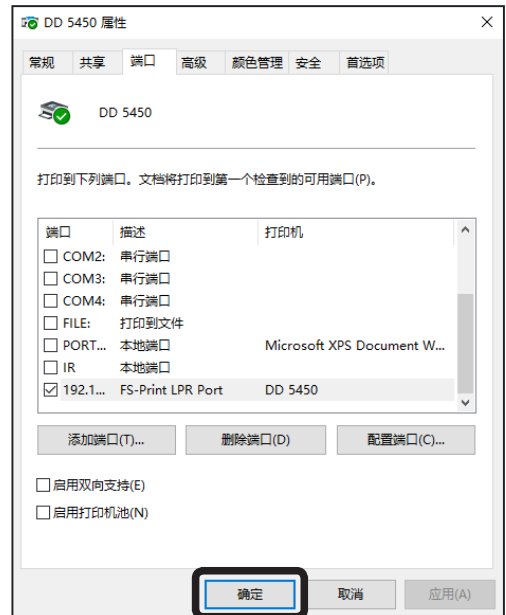 DD 5450 属性
常规 共享 端口 高级 颜色管理 安全 首选项
DD 5450
打印到下列端口。文档将打印到第一个检查到的可用端口(P)。
端口 描述 打印机
COM2: 串行端口
COM3: 串行端口
COM4: 串行端口
FILE: 打印到文件
PORT... 本地端口 Microsoft XPS Document W...
IR 本地端口
192.1... FS-Print LPR Port DD 5450
添加端口(T)... 删除端口(D) 配置端口(C)...
启用双向支持(E)
启用打印机池(N)
确定 取消 应用(A)